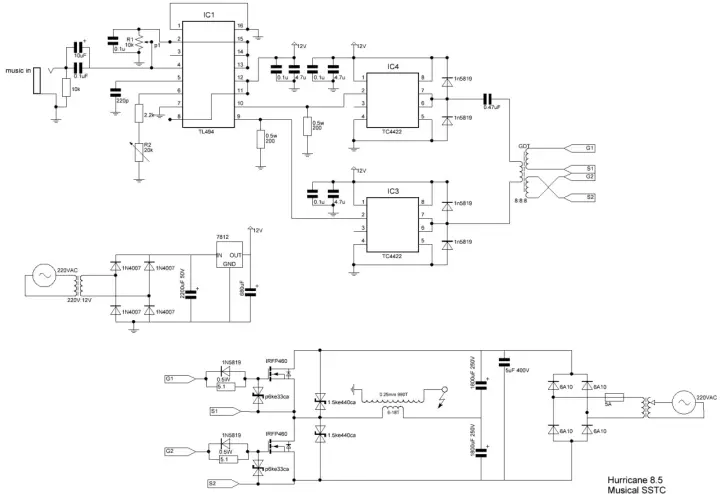 IC1
1 16
R1
10k p1
2 15
0.1u
3 14
10uF
4 13
12V
12V
music in
0.1uF
5 12
0.1u 4.7u 0.1u 4.7u
IC4
1n5819
10k
220p
6 11
1 8
2 7
7 10
3 6
0.47uF
2.2k
8 9
4 5
1n5819
TL494
0.5w
200
0.5w
200
TC4422
R2
20k
GDT
G1
S1
G2
S2
12V
8:8:8
0.1u 4.7u
IC3
1n5819
1 8
2 7
3 6
4 5
1n5819
TC4422
7812
12V
220VAC
IN OUT
GND
1N4007 1N4007
2200uF 50V
680uF
220V:12V
1N4007 1N4007
1N5819
IRFP460
G1
0.5W
5.1
p6ke33ca
S1
1.5ke440ca
0.25mm 990T
6-10T
1800uF 250V
5uF 400V
6A10 6A10
220VAC
5A
1N5819
IRFP460
G2
0.5W
5.1
p6ke33ca
S2
1.5ke440ca
1800uF 250V
6A10 6A10
Hurricane 8.5
Musical SSTC